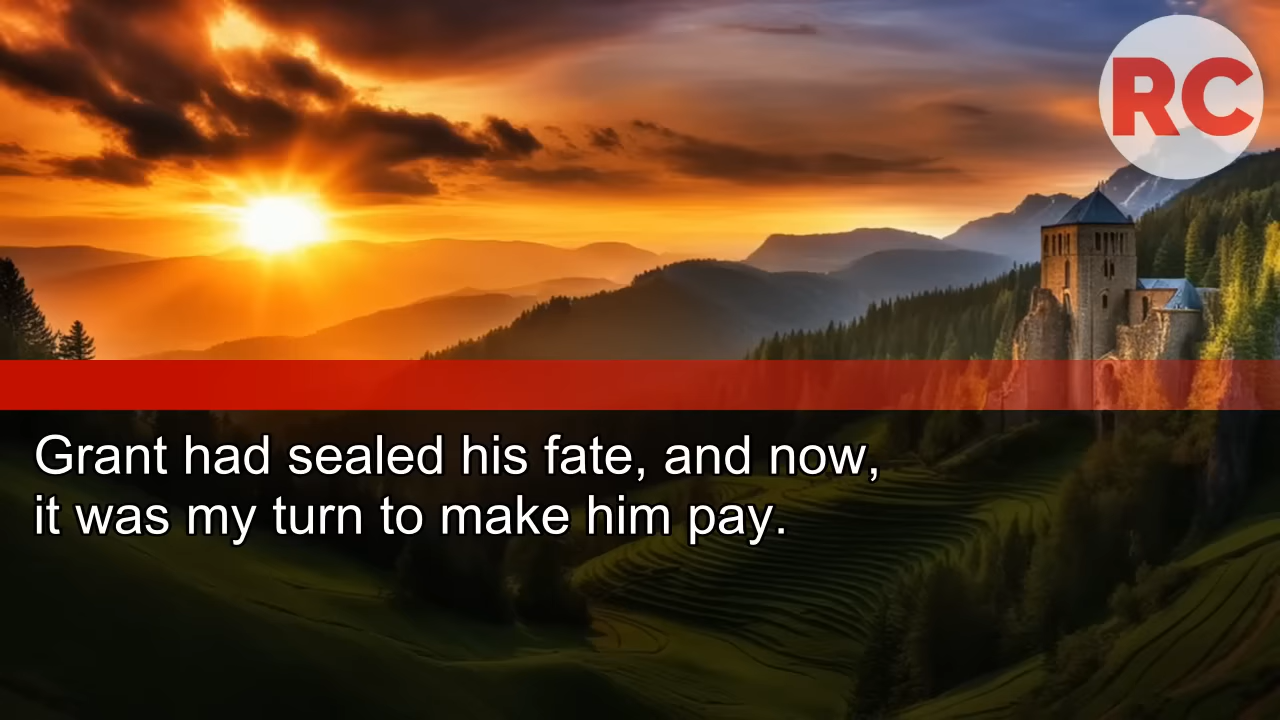 RC
Grant had sealed his fate, and now,
it was my turn to make him pay.